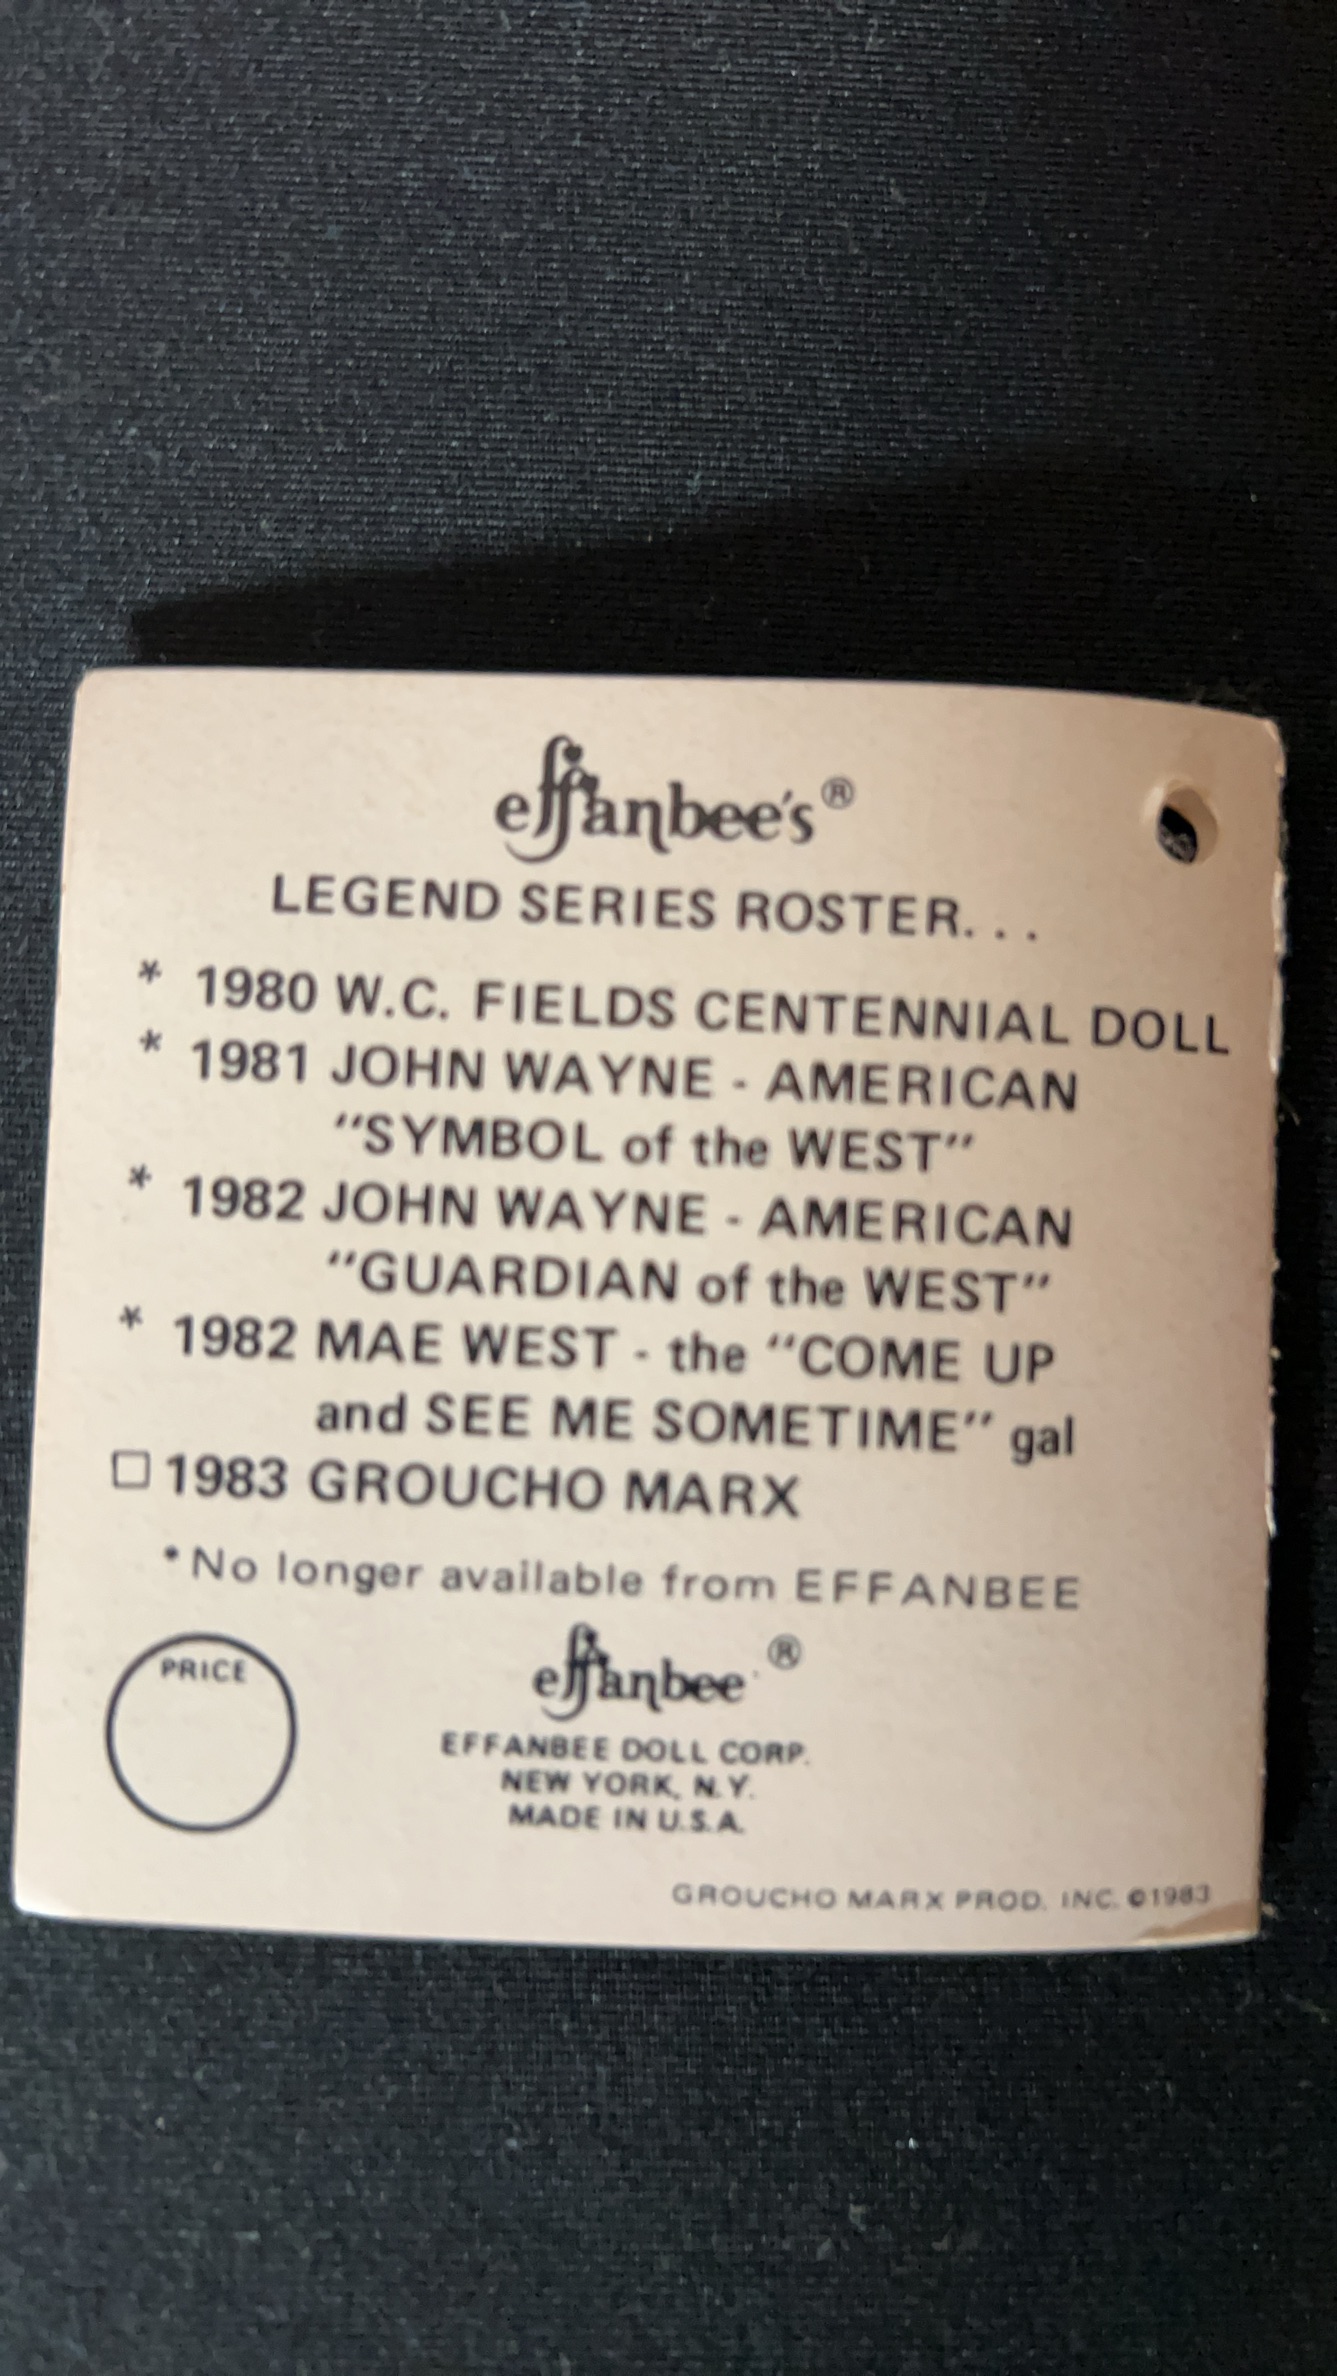 effanbee's®
LEGEND SERIES ROSTER. . .
* 1980 W.C. FIELDS CENTENNIAL DOLL
* 1981 JOHN WAYNE - AMERICAN
"SYMBOL of the WEST"
* 1982 JOHN WAYNE - AMERICAN
"GUARDIAN of the WEST"
* 1982 MAE WEST - the "COME UP
and SEE ME SOMETIME" gal
□ 1983 GROUCHO MARX
*No longer available from EFFANBEE
PRICE
effanbee®
EFFANBEE DOLL CORP.
NEW YORK, N.Y.
MADE IN U.S.A.
GROUCHO MARX PROD. INC. ©1983